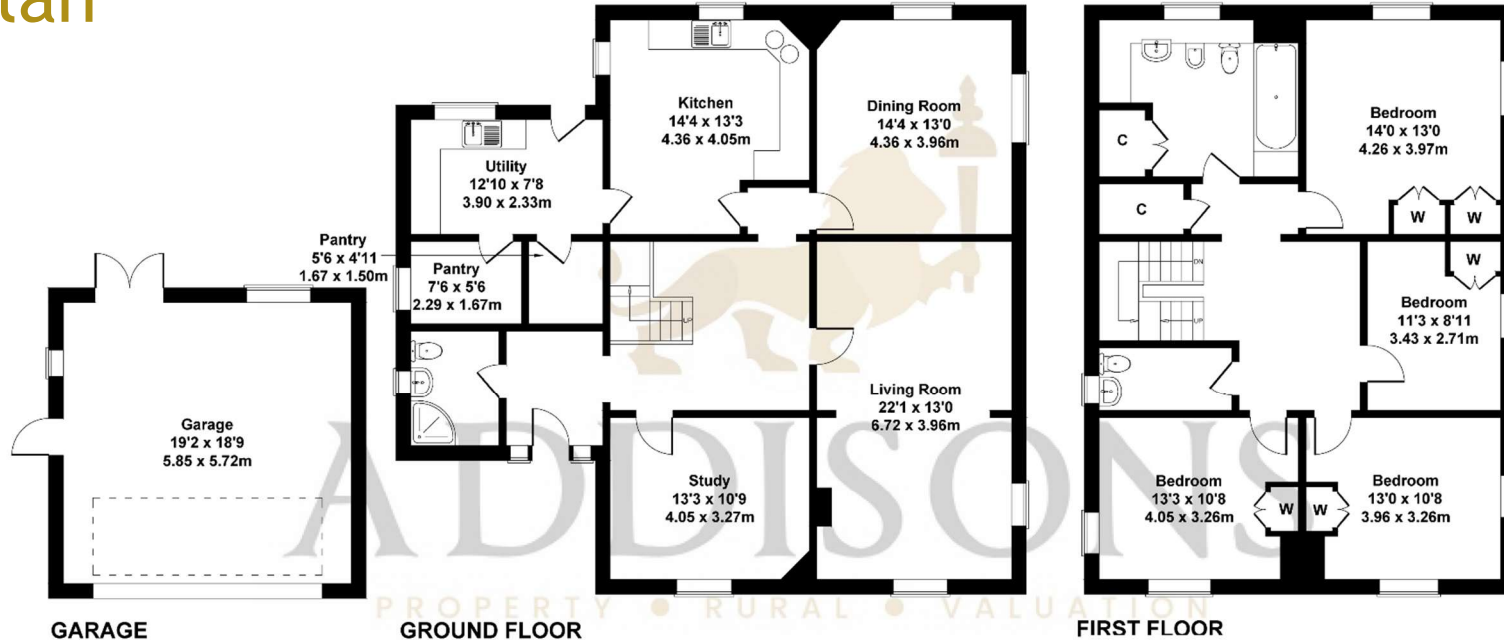 tan
Kitchen
14'4 x 13'3
4.36 x 4.05m
Dining Room
14'4 x 13'0
4.36 x 3.96m
Utility
12'10 x 7'8
3.90 x 2.33m
Pantry
5'6 x 4'11
1.67 x 1.50m
Pantry
7'6 x 5'6
2.29 x 1.67m
UP
Living Room
22'1 x 13'0
6.72 x 3.96m
Study
13'3 x 10'9
4.05 x 3.27m
Garage
19'2 x 18'9
5.85 x 5.72m
C
C
Bedroom
14'0 x 13'0
4.26 x 3.97m
W
W
W
DN
UP
Bedroom
11'3 x 8'11
3.43 x 2.71m
Bedroom
13'3 x 10'8
4.05 x 3.26m
W
W
Bedroom
13'0 x 10'8
3.96 x 3.26m
ADDISONS
PROPERTY • RURAL • VALUATION
GARAGE
GROUND FLOOR
FIRST FLOOR